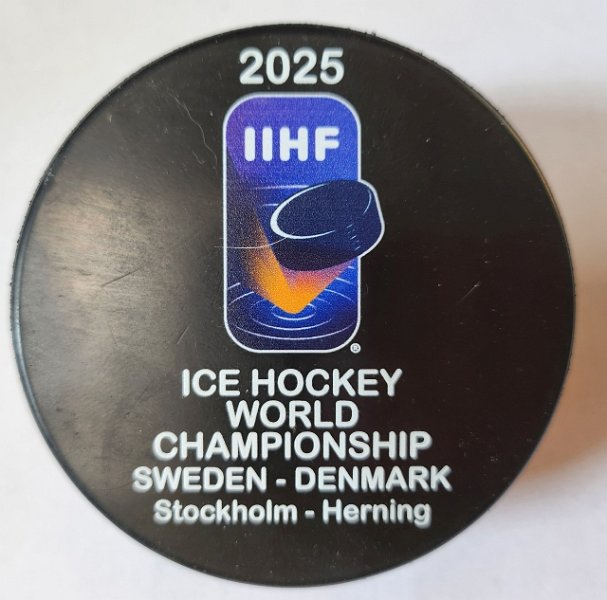 2025
IIHF
®
ICE HOCKEY
WORLD
CHAMPIONSHIP
SWEDEN - DENMARK
Stockholm - Herning